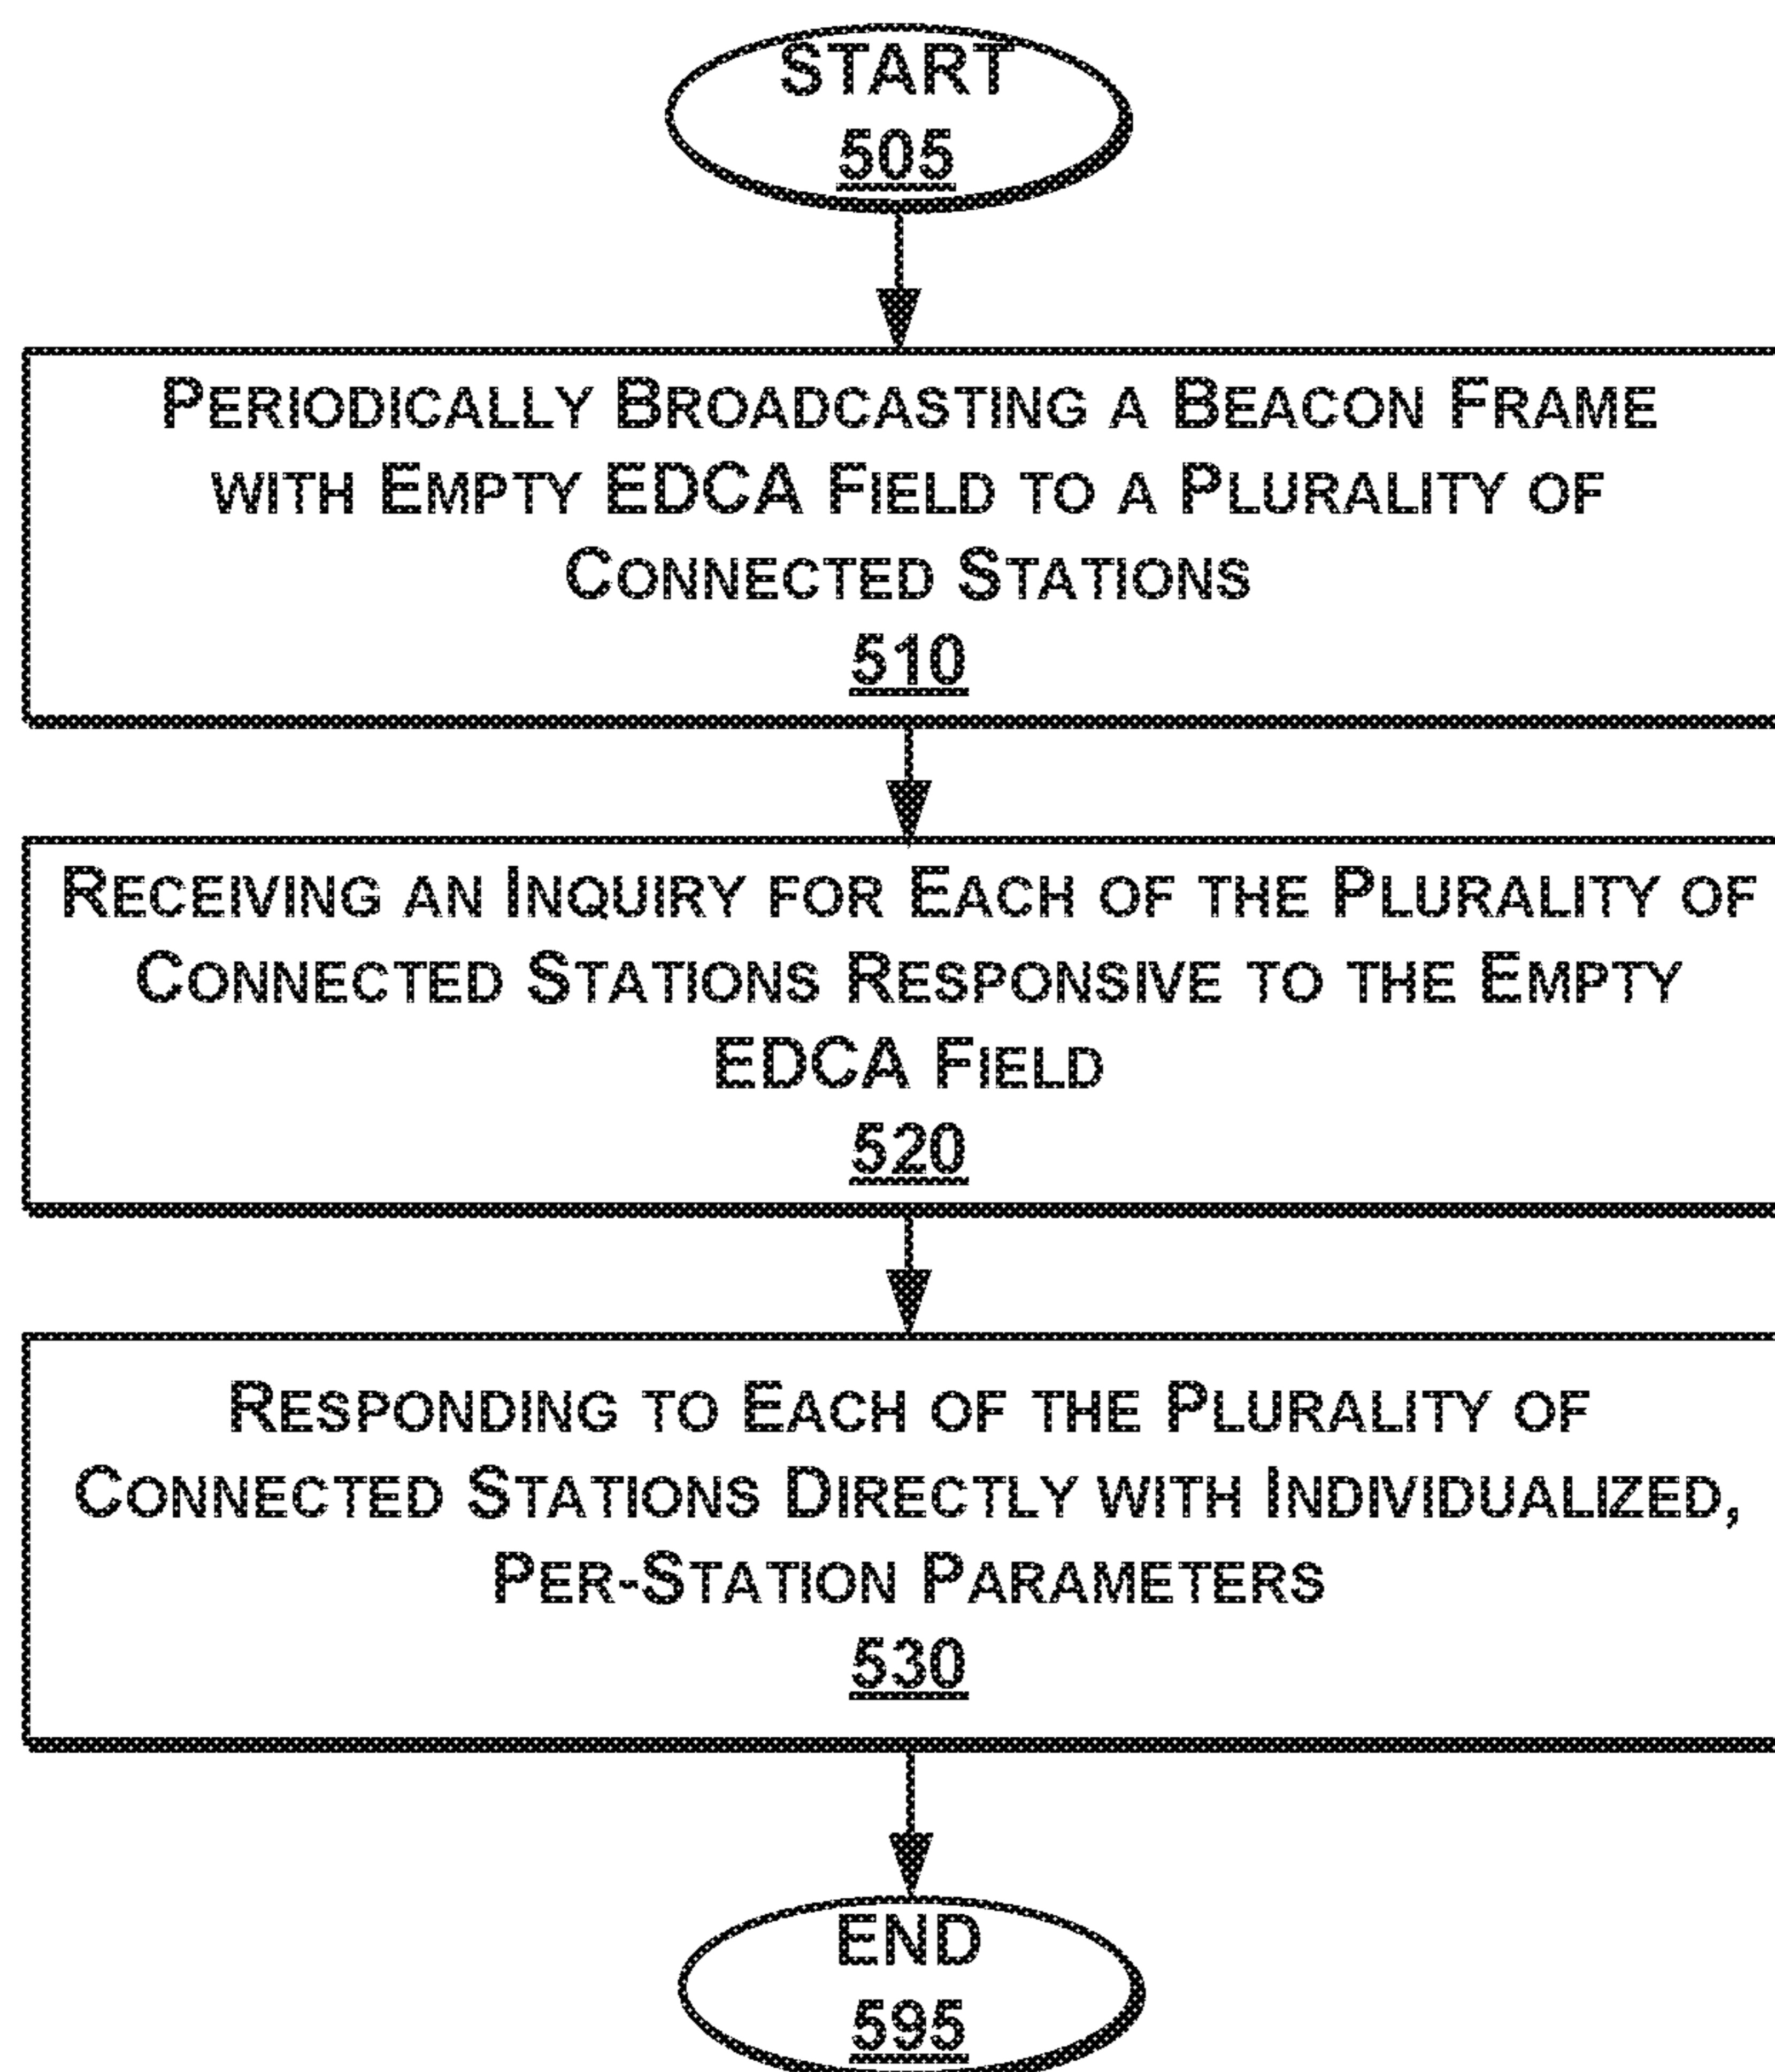 START
505
PERIODICALLY BROADCASTING A BEACON FRAME
WITH EMPTY EDCA FIELD TO A PLURALITY OF
CONNECTED STATIONS
510
RECEIVING AN INQUIRY FOR EACH OF THE PLURALITY OF
CONNECTED STATIONS RESPONSIVE TO THE EMPTY
EDCA FIELD
520
RESPONDING TO EACH OF THE PLURALITY OF
CONNECTED STATIONS DIRECTLY WITH INDIVIDUALIZED,
PER-STATION PARAMETERS
530
END
595